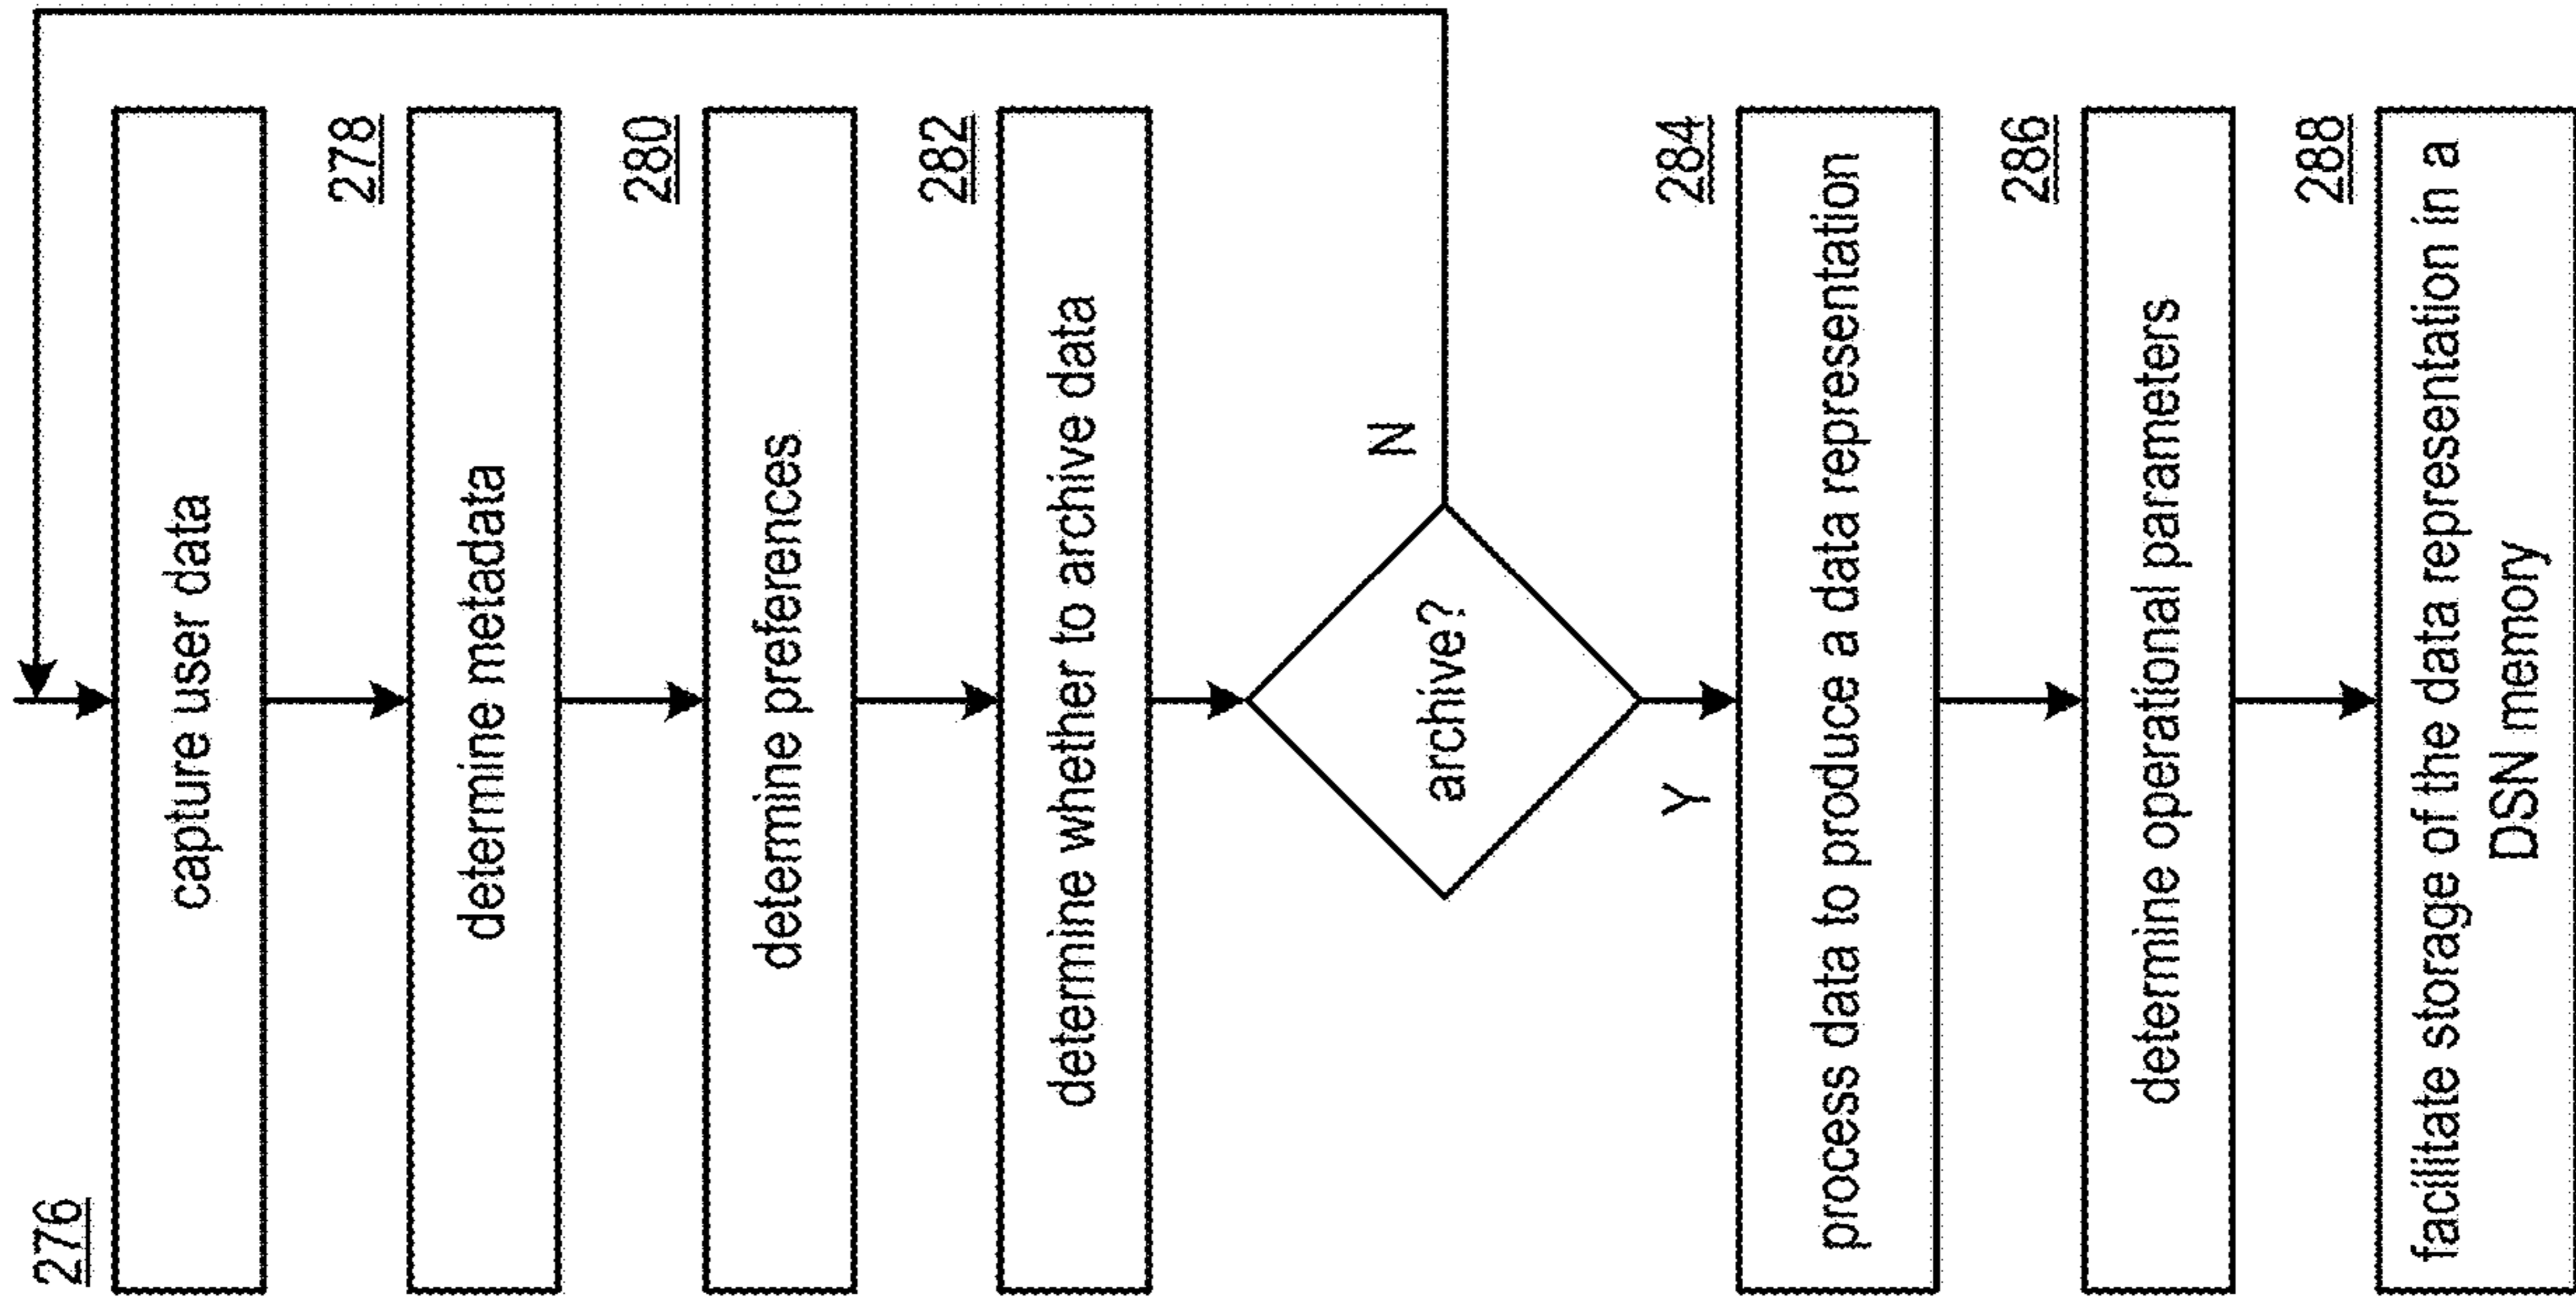 276
capture user data
278
determine metadata
280
determine preferences
282
determine whether to archive data
archive?
N
Y
284
process data to produce a data representation
286
determine operational parameters
288
facilitate storage of the data representation in a
DSN memory